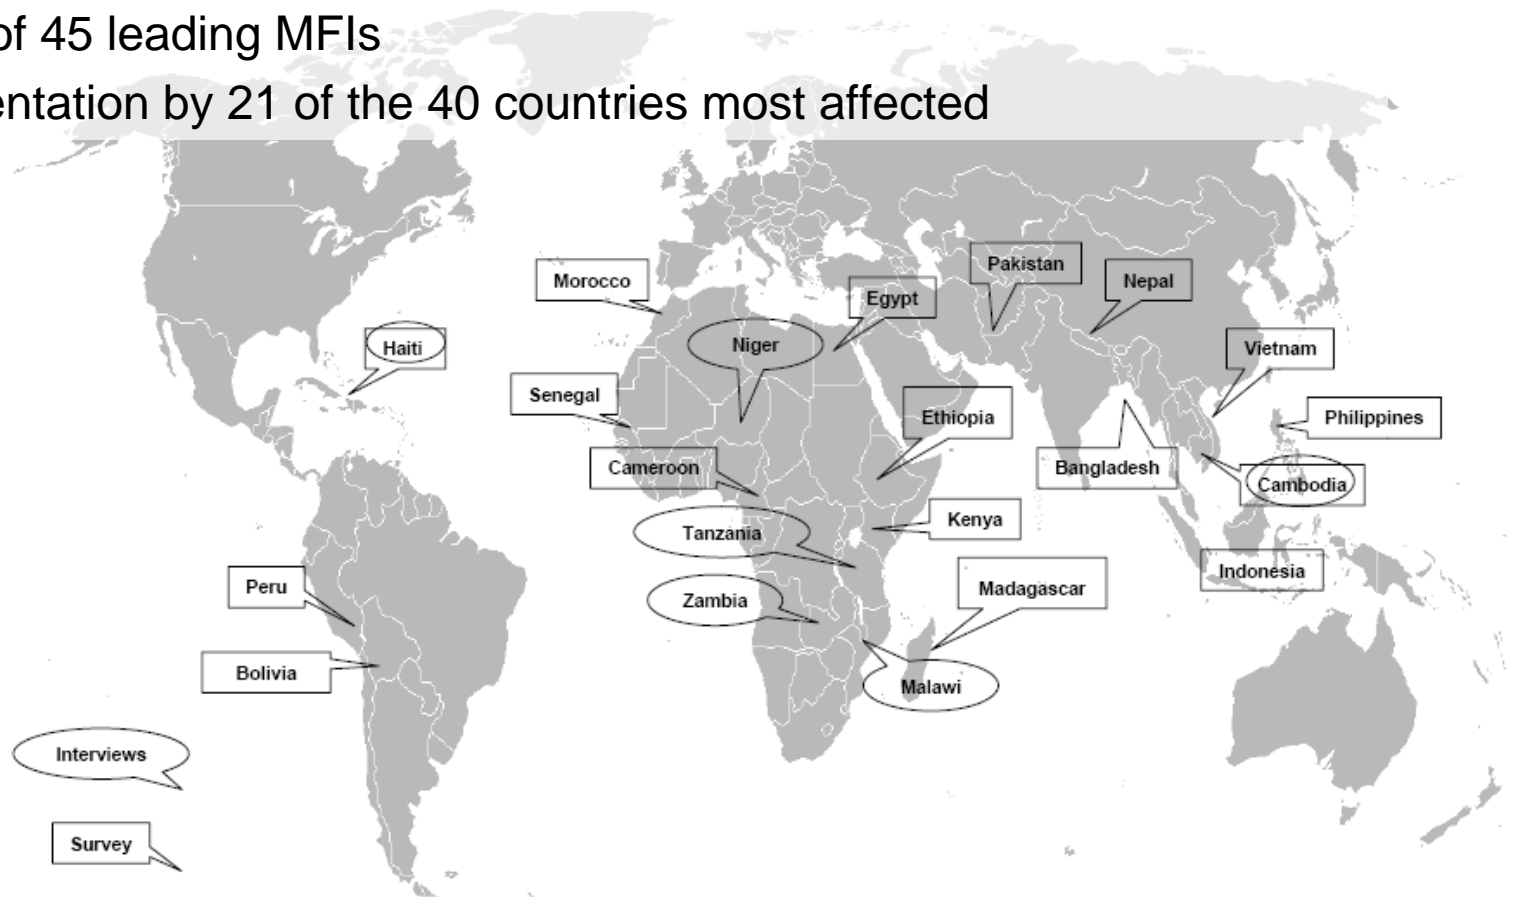 of 45 leading MFIs
entation by 21 of the 40 countries most affected
Pakistan
Morocco
Nepal
Egypt
Niger
Haiti
Vietnam
Senegal
Ethiopia
Philippines
Cameroon
Bangladesh
Cambodia
Kenya
Tanzania
Indonesia
Peru
Madagascar
Zambia
Bolivia
Malawi
Interviews
Survey